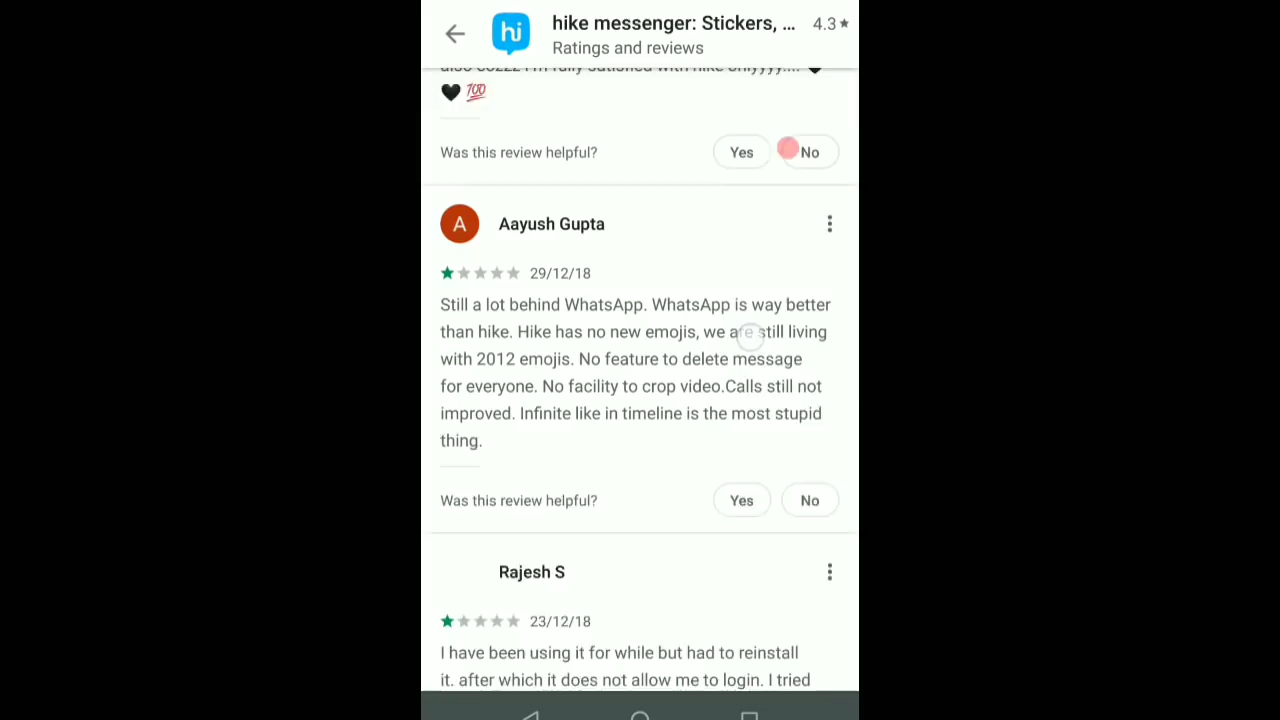 hi
hike messenger: Stickers, ...
4.3★
Ratings and reviews
🖤 💯
Was this review helpful?
Yes
No
A
Aayush Gupta
29/12/18
Still a lot behind WhatsApp. WhatsApp is way better
than hike. Hike has no new emojis, we are still living
with 2012 emojis. No feature to delete message
for everyone. No facility to crop video.Calls still not
improved. Infinite like in timeline is the most stupid
thing.
Was this review helpful?
Yes
No
Rajesh S
23/12/18
I have been using it for while but had to reinstall
it. after which it does not allow me to login. I tried